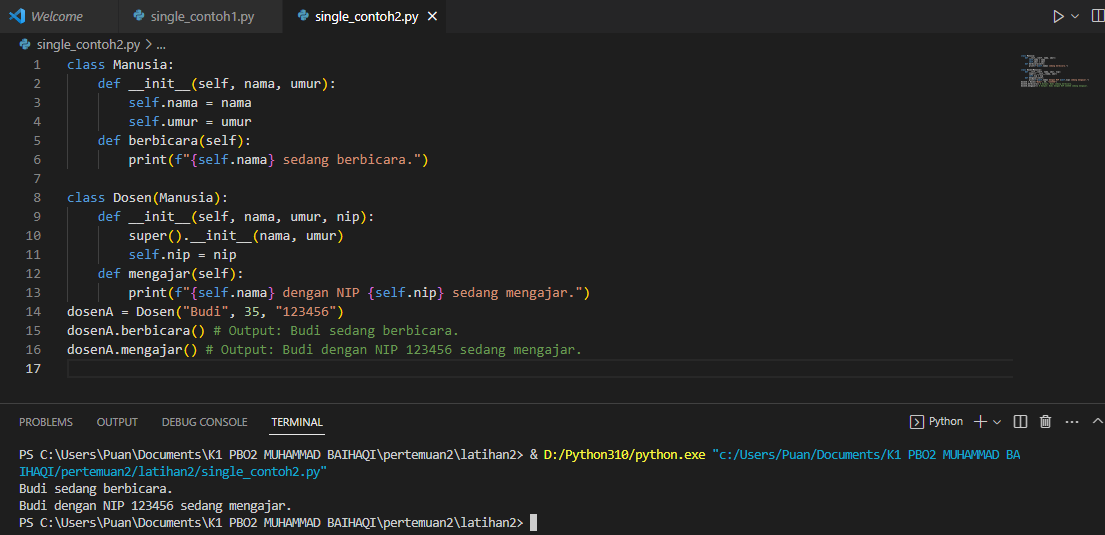 Welcome single_contoh1.py single_contoh2.py
single_contoh2.py > ...
1 class Manusia:
2     def __init__(self, nama, umur):
3         self.nama = nama
4         self.umur = umur
5     def berbicara(self):
6         print(f"{self.nama} sedang berbicara.")
7
8 class Dosen(Manusia):
9     def __init__(self, nama, umur, nip):
10         super().__init__(nama, umur)
11         self.nip = nip
12     def mengajar(self):
13         print(f"{self.nama} dengan NIP {self.nip} sedang mengajar.")
14 dosenA = Dosen("Budi", 35, "123456")
15 dosenA.berbicara() # Output: Budi sedang berbicara.
16 dosenA.mengajar() # Output: Budi dengan NIP 123456 sedang mengajar.
17
PROBLEMS OUTPUT DEBUG CONSOLE TERMINAL Python
PS C:\Users\Puan\Documents\K1 PBO2 MUHAMMAD BAIHAQI\pertemuan2\latihan2> & D:/Python310/python.exe "c:/Users/Puan/Documents/K1 PBO2 MUHAMMAD BA
IHAQI/pertemuan2/latihan2/single_contoh2.py"
Budi sedang berbicara.
Budi dengan NIP 123456 sedang mengajar.
PS C:\Users\Puan\Documents\K1 PBO2 MUHAMMAD BAIHAQI\pertemuan2\latihan2>